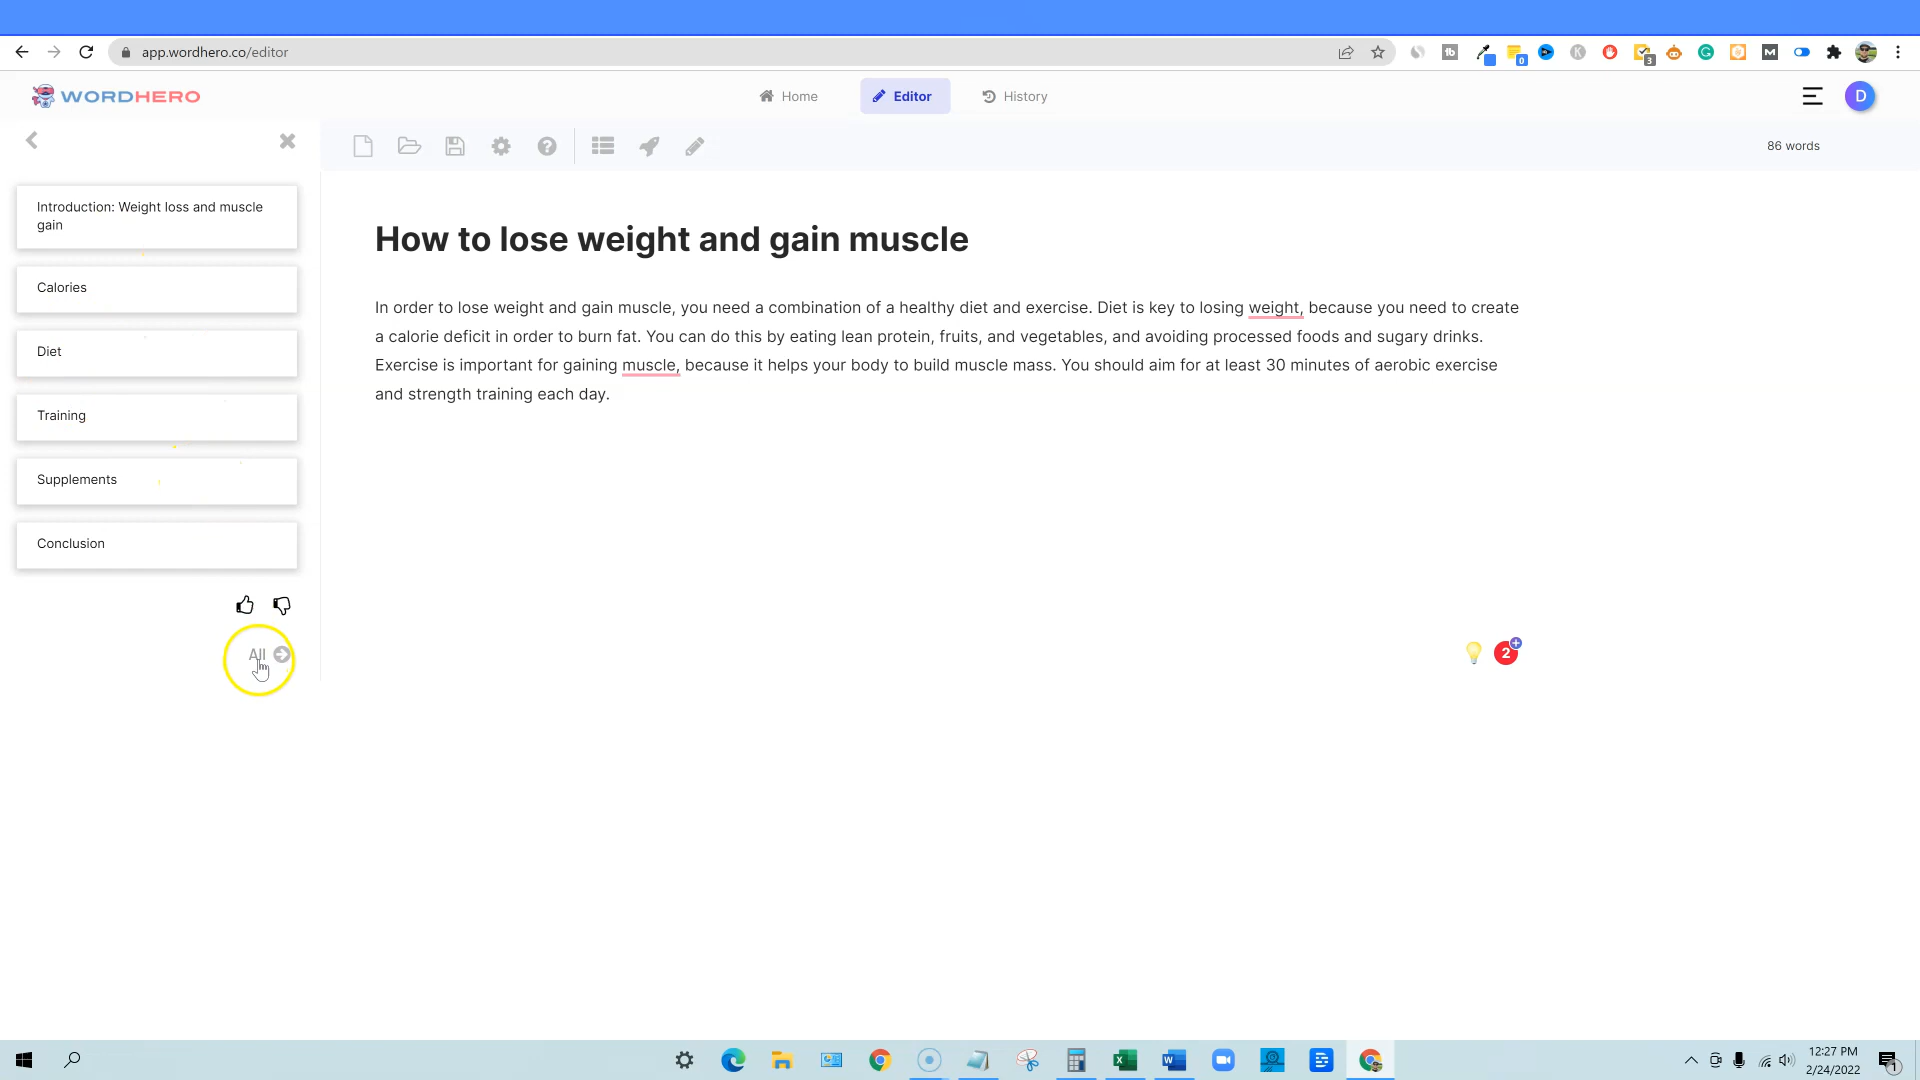 app.wordhero.co/editor
WORDHERO
Home
Editor
History
D
86 words
Introduction: Weight loss and muscle
gain
Calories
Diet
Training
Supplements
Conclusion
All
How to lose weight and gain muscle
In order to lose weight and gain muscle, you need a combination of a healthy diet and exercise. Diet is key to losing weight, because you need to create
a calorie deficit in order to burn fat. You can do this by eating lean protein, fruits, and vegetables, and avoiding processed foods and sugary drinks.
Exercise is important for gaining muscle, because it helps your body to build muscle mass. You should aim for at least 30 minutes of aerobic exercise
and strength training each day.
2
12:27 PM
2/24/2022